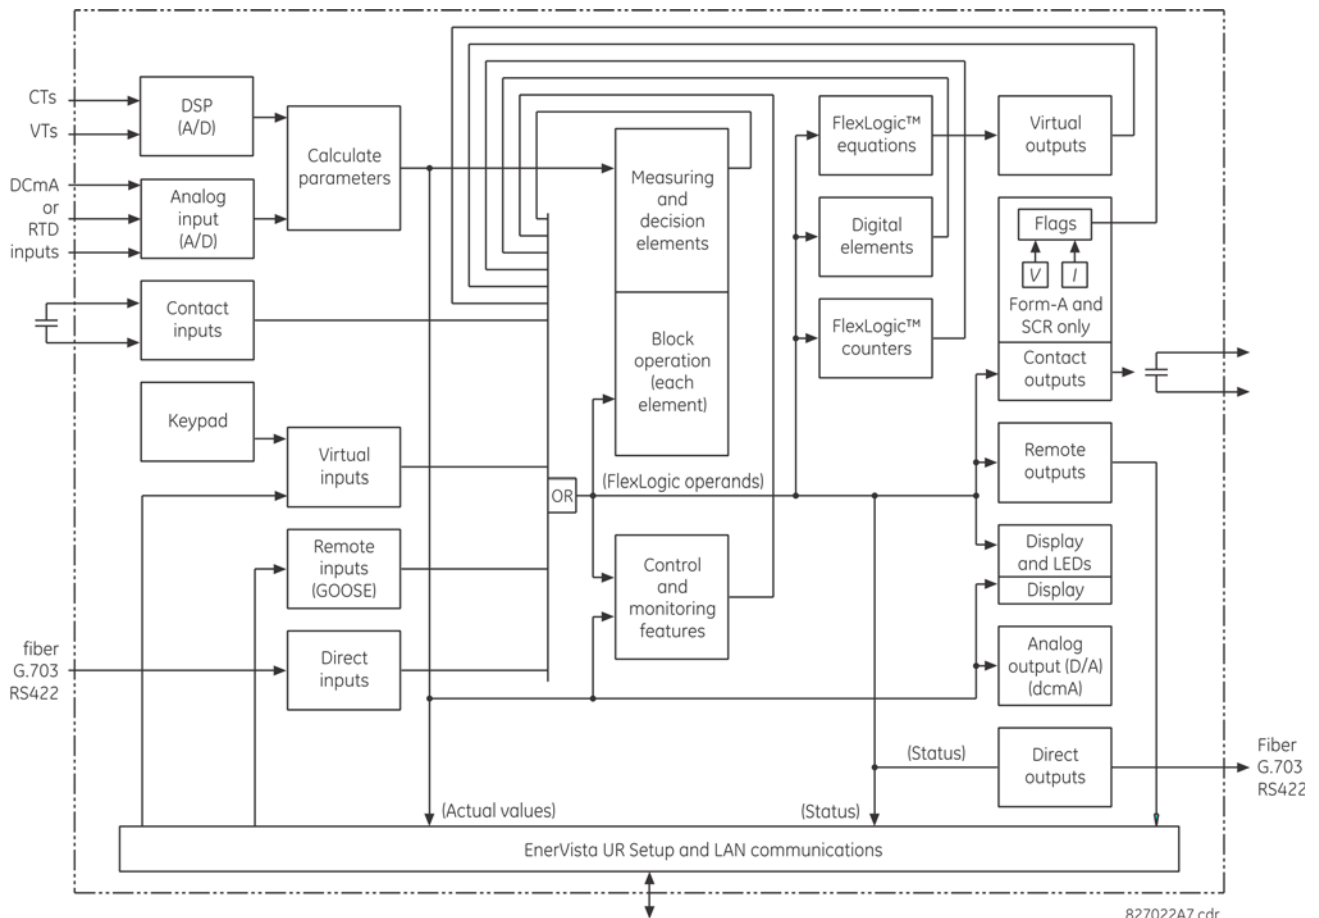 CTs
VTs
DSP
(A/D)
DCmA
or
RTD
inputs
Analog
input
(A/D)
Calculate
parameters
Contact
inputs
Keypad
Virtual
inputs
Remote
inputs
(GOOSE)
fiber
G.703
RS422
Direct
inputs
OR
Measuring
and
decision
elements
Block
operation
(each
element)
(FlexLogic operands)
Control
and
monitoring
features
FlexLogic™
equations
Digital
elements
FlexLogic™
counters
Virtual
outputs
Flags
V
I
Form-A and
SCR only
Contact
outputs
Remote
outputs
Display
and LEDs
Display
Analog
output (D/A)
(dcmA)
(Status)
Direct
outputs
Fiber
G.703
RS422
(Actual values)
(Status)
EnerVista UR Setup and LAN communications
827022A7.cdr